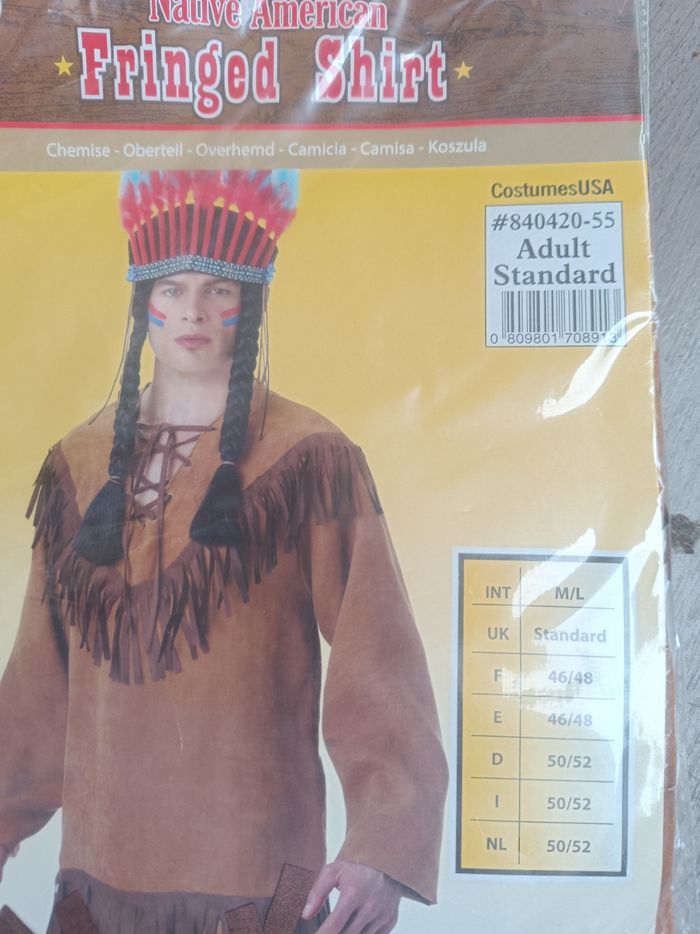 Native American
Fringed Shirt
Chemise - Oberteil - Overhemd - Camicia - Camisa - Koszula
CostumesUSA
#840420-55
Adult
Standard
0 809801 708913
INT M/L
UK Standard
F 46/48
E 46/48
D 50/52
I 50/52
NL 50/52